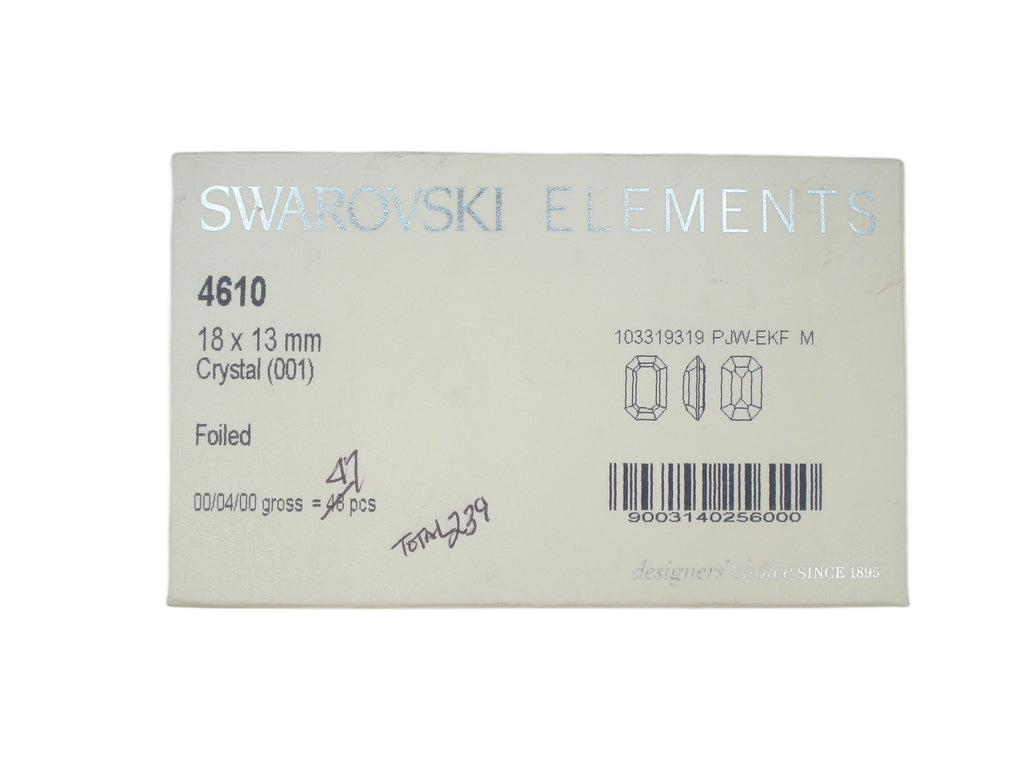 SWAROVSKI ELEMENTS
4610
18 x 13 mm
Crystal (001)
103319319 PJW-EKF M
Foiled
47
00/04/00 gross = 48 pcs
TOTAL 239
9003140256000
designers' choice SINCE 1895